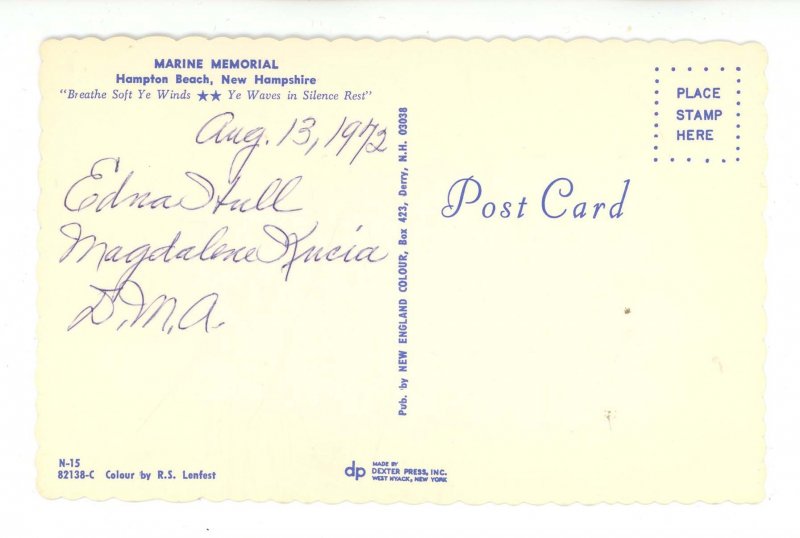 MARINE MEMORIAL
Hampton Beach, New Hampshire
"Breathe Soft Ye Winds ★★ Ye Waves in Silence Rest"
Aug. 13, 1972
Edna Hull
Magdalene Kucia
D.M.A.
Pub. by NEW ENGLAND COLOUR, Box 423, Derry, N.H. 03038
Post Card
PLACE
STAMP
HERE
N-15
82138-C Colour by R.S. Lenfest
dp
MADE BY
DEXTER PRESS, INC.
WEST NYACK, NEW YORK